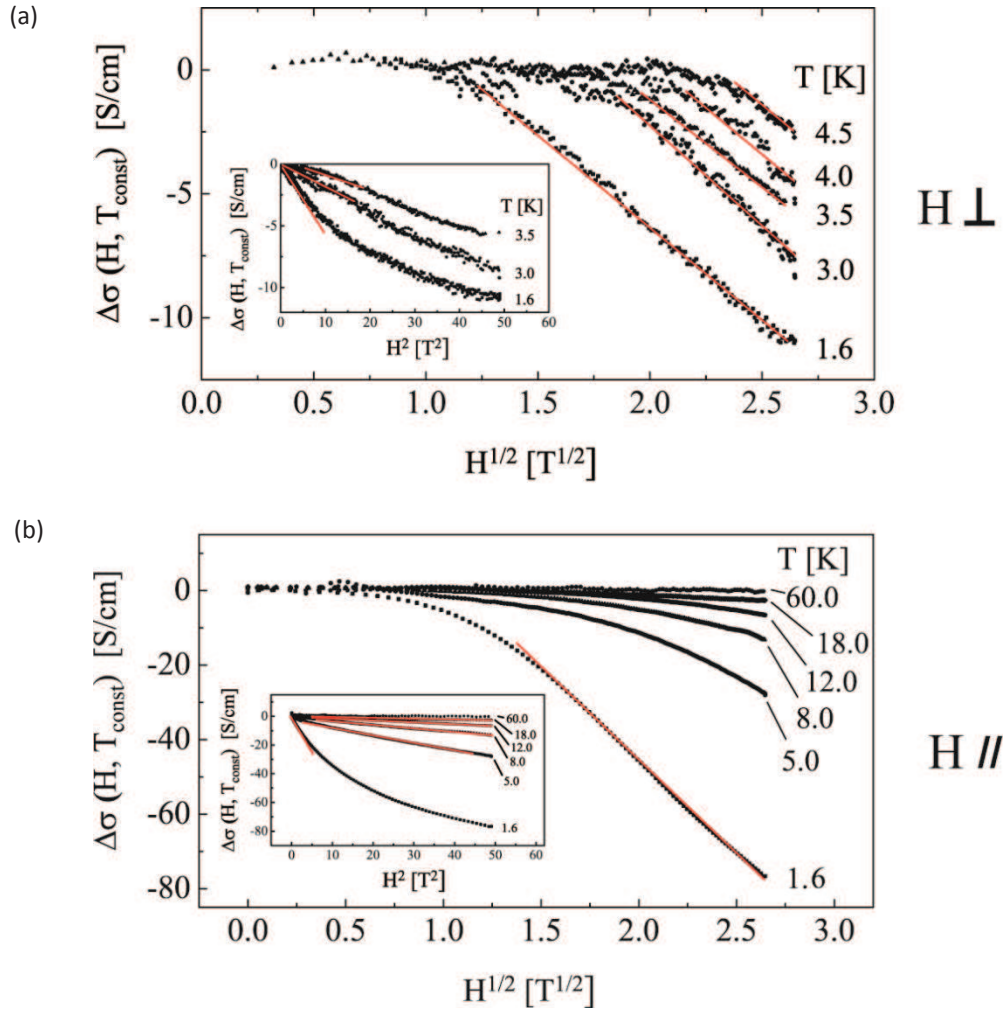 (a)
Δσ (H, T_const) [S/cm]
0
-5
-10
T [K]
4.5
4.0
3.5
3.0
1.6
H ⊥
Δσ (H, T_const) [S/cm]
0
-5
-10
T [K]
3.5
3.0
1.6
0 10 20 30 40 50 60
H² [T²]
0.0 0.5 1.0 1.5 2.0 2.5 3.0
H^1/2 [T^1/2]
(b)
Δσ (H, T_const) [S/cm]
0
-20
-40
-60
-80
T [K]
60.0
18.0
12.0
8.0
5.0
1.6
H //
Δσ (H, T_const) [S/cm]
0
-20
-40
-60
-80
60.0
18.0
12.0
8.0
5.0
1.6
0 10 20 30 40 50 60
H² [T²]
0.0 0.5 1.0 1.5 2.0 2.5 3.0
H^1/2 [T^1/2]